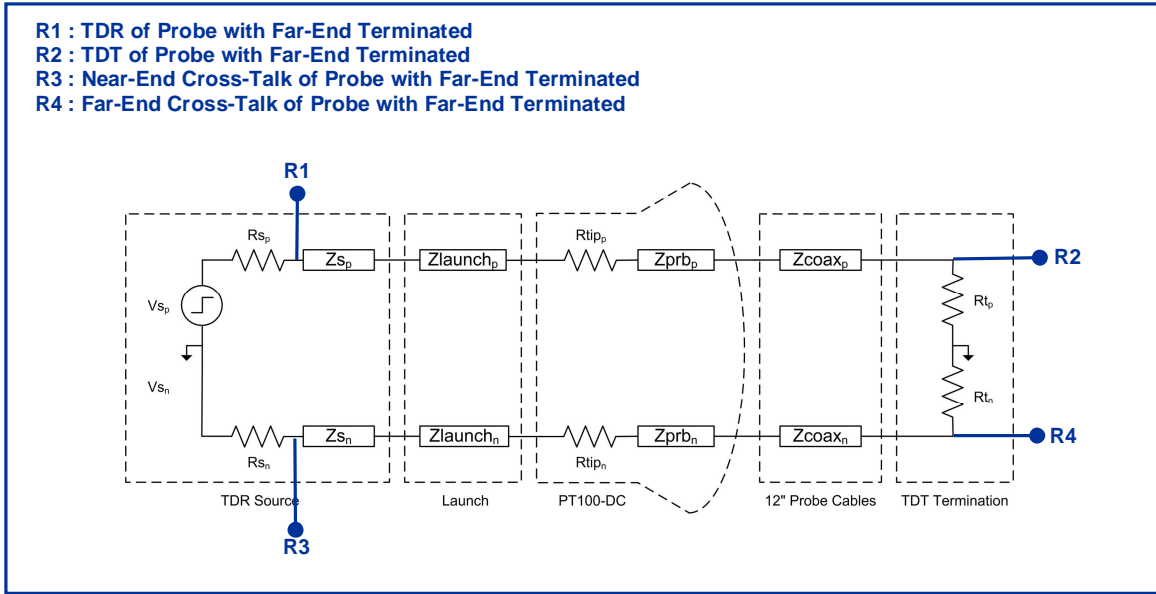 R1 : TDR of Probe with Far-End Terminated
R2 : TDT of Probe with Far-End Terminated
R3 : Near-End Cross-Talk of Probe with Far-End Terminated
R4 : Far-End Cross-Talk of Probe with Far-End Terminated
R1
Rsₚ
Zsₚ
Zlaunchₚ
Rtipₚ
Zprbₚ
Zcoaxₚ
R2
Vsₚ
Rtₚ
Vsₙ
Rtₙ
Zsₙ
Zlaunchₙ
Zprbₙ
Zcoaxₙ
R4
Rsₙ
Rtipₙ
TDR Source
Launch
PT100-DC
12" Probe Cables
TDT Termination
R3